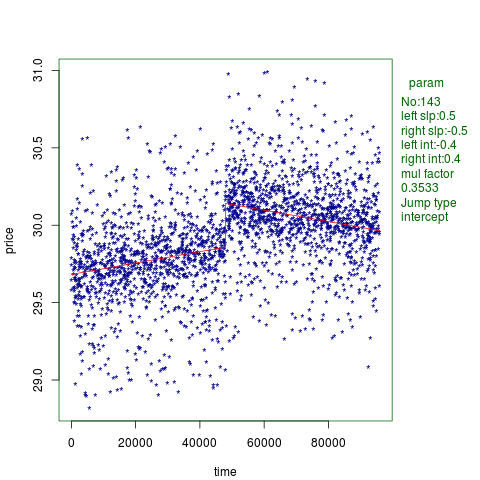 param
No:143
left slp:0.5
right slp:-0.5
left int:-0.4
right int:0.4
mul factor
0.3533
Jump type
intercept
price
31.0
30.5
30.0
29.5
29.0
0 20000 40000 60000 80000
time